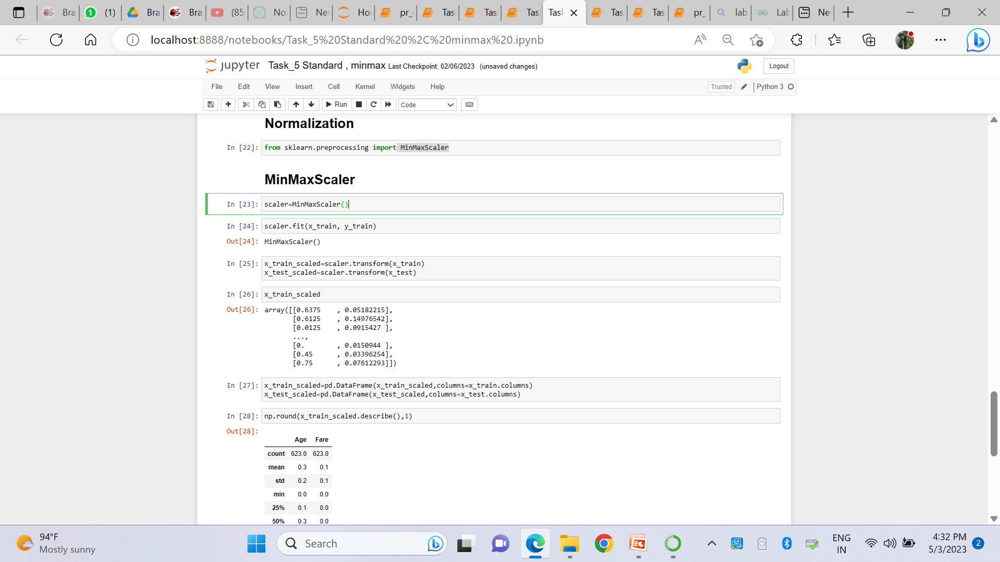 Bra
(1)
Bra
Bra
(85
No
Ne
Ho
pr_
Tas
Tas
Tas
Tas
Tas
Tas
pr_
lab
Lab
Ne
localhost:8888/notebooks/Task_5%20Standard%20%2C%20minmax%20.ipynb
jupyter Task_5 Standard , minmax Last Checkpoint: 02/06/2023 (unsaved changes)
Logout
File Edit View Insert Cell Kernel Widgets Help
Trusted Python 3
Run Code
Normalization
In [22]: from sklearn.preprocessing import MinMaxScaler
MinMaxScaler
In [23]: scaler=MinMaxScaler()
In [24]: scaler.fit(x_train, y_train)
Out[24]: MinMaxScaler()
In [25]: x_train_scaled=scaler.transform(x_train)
x_test_scaled=scaler.transform(x_test)
In [26]: x_train_scaled
Out[26]: array([[0.6375    , 0.05182215],
[0.6125    , 0.14976542],
[0.0125    , 0.0915427 ],
...,
[0.        , 0.0150944 ],
[0.45      , 0.03396254],
[0.75      , 0.07612293]])
In [27]: x_train_scaled=pd.DataFrame(x_train_scaled,columns=x_train.columns)
x_test_scaled=pd.DataFrame(x_test_scaled,columns=x_test.columns)
In [28]: np.round(x_train_scaled.describe(),1)
Out[28]:
Age Fare
count 623.0 623.0
mean 0.3 0.1
std 0.2 0.1
min 0.0 0.0
25% 0.1 0.0
50% 0.3 0.0
94°F
Mostly sunny
Search
ENG
IN
4:32 PM
5/3/2023
2